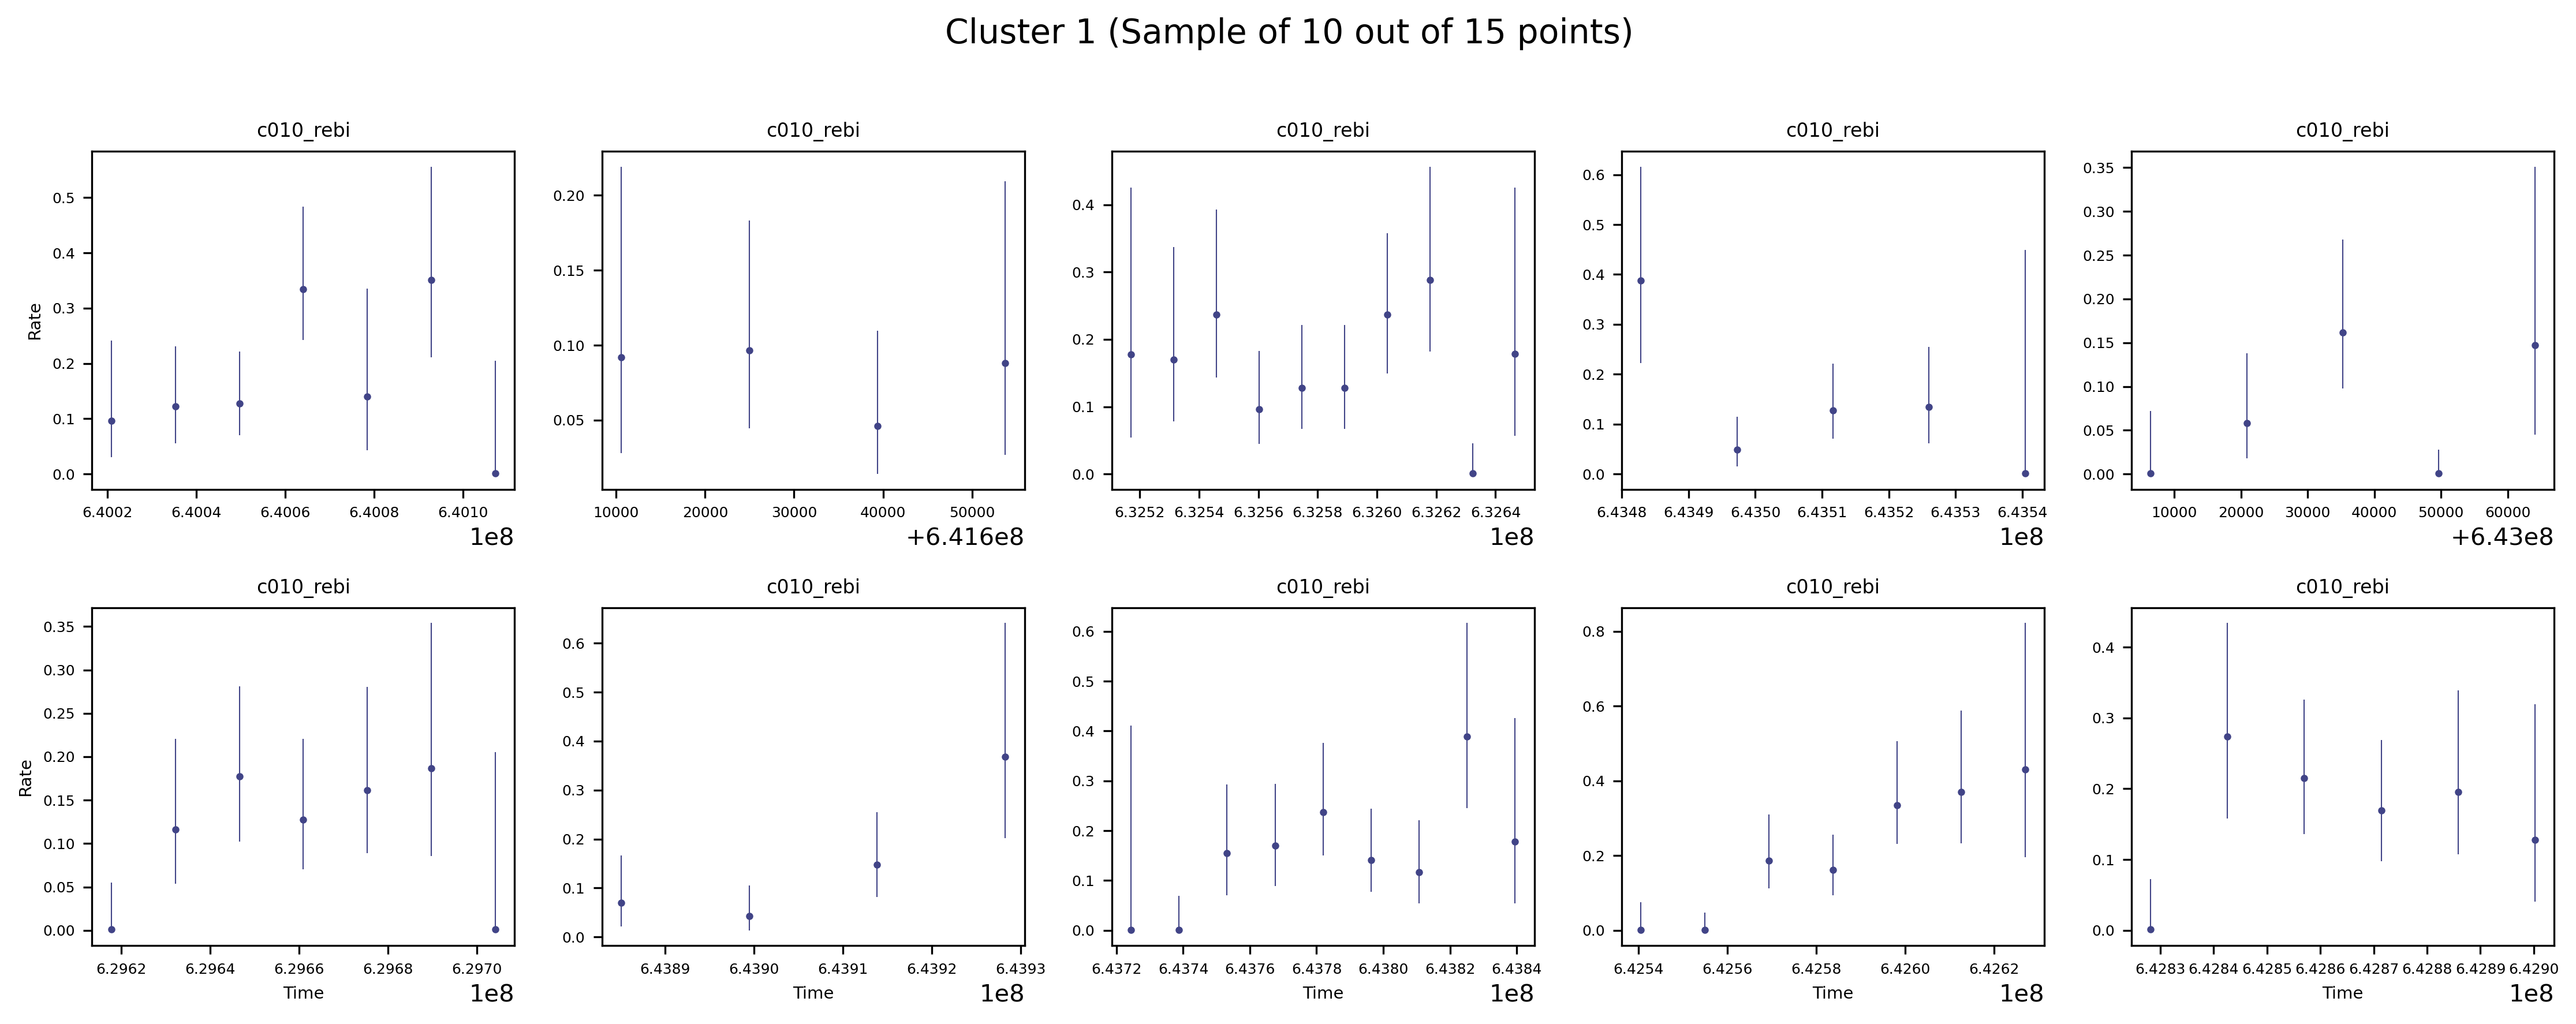 Cluster 1 (Sample of 10 out of 15 points)
c010_rebi c010_rebi c010_rebi c010_rebi c010_rebi
Rate
0.5 0.4 0.3 0.2 0.1 0.0
6.4002 6.4004 6.4006 6.4008 6.4010
1e8
0.20 0.15 0.10 0.05
10000 20000 30000 40000 50000
+6.416e8
0.4 0.3 0.2 0.1 0.0
6.3252 6.3254 6.3256 6.3258 6.3260 6.3262 6.3264
1e8
0.6 0.5 0.4 0.3 0.2 0.1 0.0
6.4348 6.4349 6.4350 6.4351 6.4352 6.4353 6.4354
1e8
0.35 0.30 0.25 0.20 0.15 0.10 0.05 0.00
10000 20000 30000 40000 50000 60000
+6.43e8
c010_rebi c010_rebi c010_rebi c010_rebi c010_rebi
Rate
0.35 0.30 0.25 0.20 0.15 0.10 0.05 0.00
6.2962 6.2964 6.2966 6.2968 6.2970
Time 1e8
0.6 0.5 0.4 0.3 0.2 0.1 0.0
6.4389 6.4390 6.4391 6.4392 6.4393
Time 1e8
0.6 0.5 0.4 0.3 0.2 0.1 0.0
6.4372 6.4374 6.4376 6.4378 6.4380 6.4382 6.4384
Time 1e8
0.8 0.6 0.4 0.2 0.0
6.4254 6.4256 6.4258 6.4260 6.4262
Time 1e8
0.4 0.3 0.2 0.1 0.0
6.4283 6.4284 6.4285 6.4286 6.4287 6.4288 6.4289 6.4290
Time 1e8